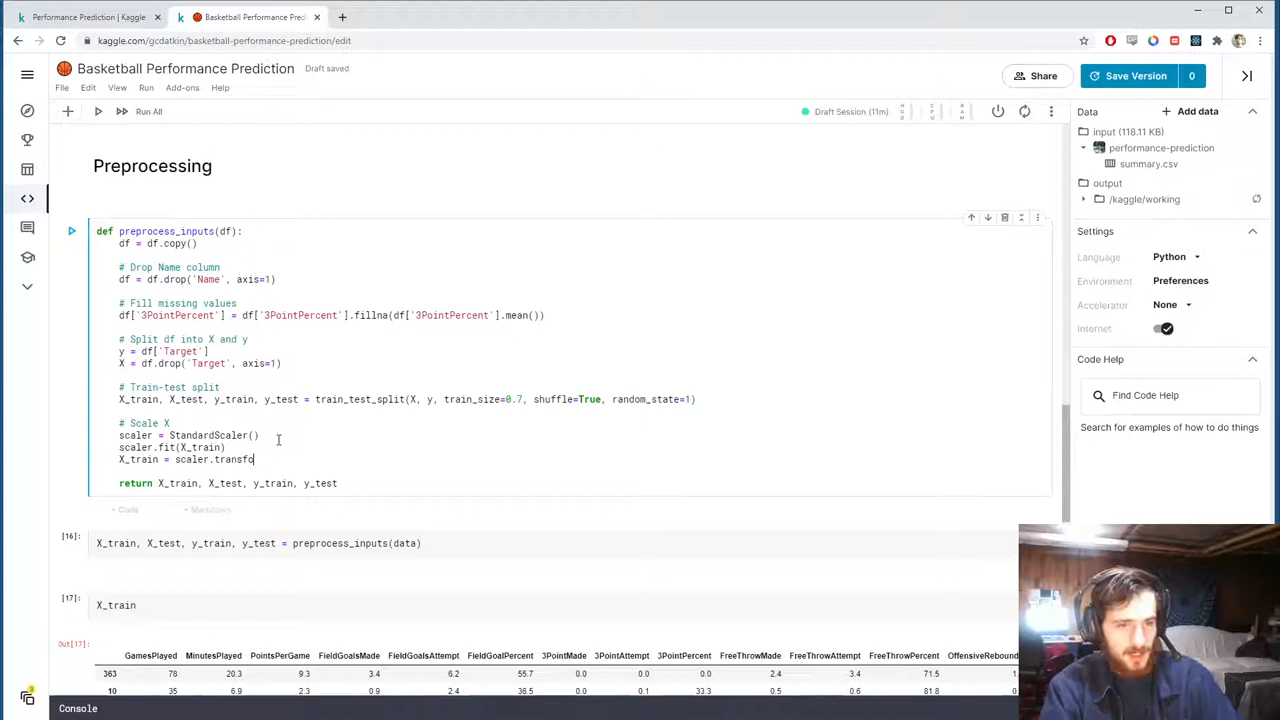 Performance Prediction | Kaggle
Basketball Performance Pred
kaggle.com/gcdatkin/basketball-performance-prediction/edit
Basketball Performance Prediction
Draft saved
File Edit View Run Add-ons Help
Share
Save Version 0
Run All
Draft Session (11m)
Preprocessing
def preprocess_inputs(df):
df = df.copy()
# Drop Name column
df = df.drop('Name', axis=1)
# Fill missing values
df['3PointPercent'] = df['3PointPercent'].fillna(df['3PointPercent'].mean())
# Split df into X and y
y = df['Target']
X = df.drop('Target', axis=1)
# Train-test split
X_train, X_test, y_train, y_test = train_test_split(X, y, train_size=0.7, shuffle=True, random_state=1)
# Scale X
scaler = StandardScaler()
scaler.fit(X_train)
X_train = scaler.transfo
return X_train, X_test, y_train, y_test
+ Code + Markdown
[16]: X_train, X_test, y_train, y_test = preprocess_inputs(data)
[17]: X_train
Out[17]:
GamesPlayed MinutesPlayed PointsPerGame FieldGoalsMade FieldGoalsAttempt FieldGoalPercent 3PointMade 3PointAttempt 3PointPercent FreeThrowMade FreeThrowAttempt FreeThrowPercent OffensiveRebound
363 78 20.3 9.3 3.4 6.1 55.7 0.0 0.0 0.0 2.4 3.4 71.5 1.
10 35 6.9 2.3 0.9 2.4 36.5 0.0 0.1 33.3 0.5 0.6 81.8 0.
Console
Data
Add data
input (118.11 KB)
performance-prediction
summary.csv
output
/kaggle/working
Settings
Language Python
Environment Preferences
Accelerator None
Internet
Code Help
Find Code Help
Search for examples of how to do things